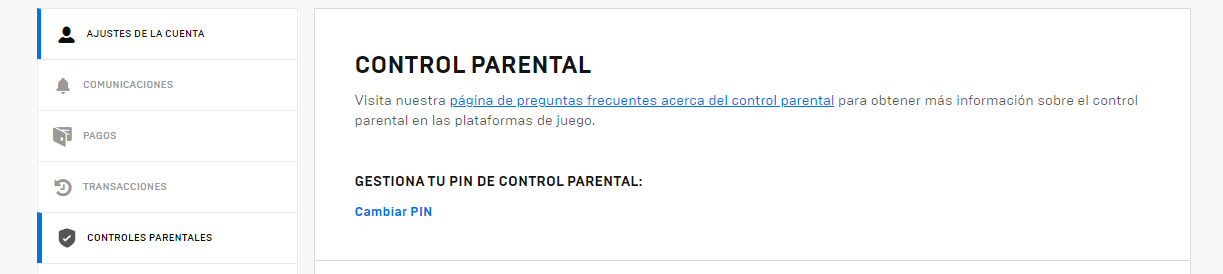 AJUSTES DE LA CUENTA
COMUNICACIONES
PAGOS
TRANSACCIONES
CONTROLES PARENTALES
CONTROL PARENTAL
Visita nuestra página de preguntas frecuentes acerca del control parental para obtener más información sobre el control
parental en las plataformas de juego.
GESTIONA TU PIN DE CONTROL PARENTAL:
Cambiar PIN